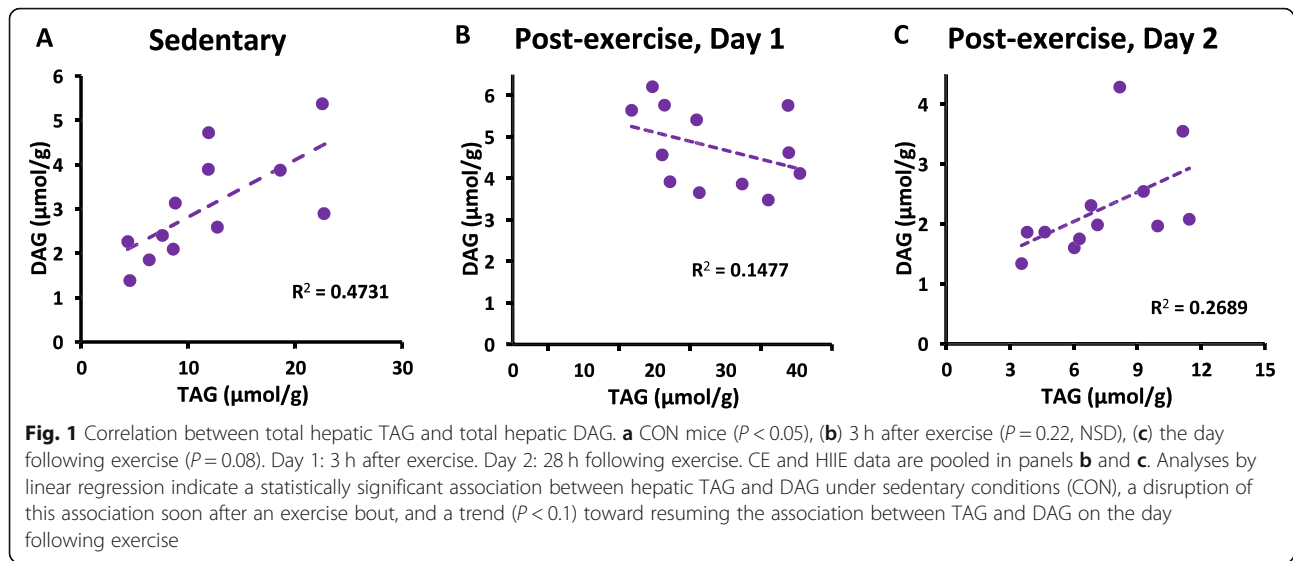 A Sedentary
DAG (µmol/g)
6
5
4
3
2
1
0
R² = 0.4731
0 10 20 30
TAG (µmol/g)
B Post-exercise, Day 1
DAG (µmol/g)
6
5
4
3
2
1
0
R² = 0.1477
0 10 20 30 40
TAG (µmol/g)
C Post-exercise, Day 2
DAG (µmol/g)
4
3
2
1
0
R² = 0.2689
0 3 6 9 12 15
TAG (µmol/g)
Fig. 1 Correlation between total hepatic TAG and total hepatic DAG. a CON mice (P < 0.05), (b) 3 h after exercise (P = 0.22, NSD), (c) the day
following exercise (P = 0.08). Day 1: 3 h after exercise. Day 2: 28 h following exercise. CE and HIIE data are pooled in panels b and c. Analyses by
linear regression indicate a statistically significant association between hepatic TAG and DAG under sedentary conditions (CON), a disruption of
this association soon after an exercise bout, and a trend (P < 0.1) toward resuming the association between TAG and DAG on the day
following exercise